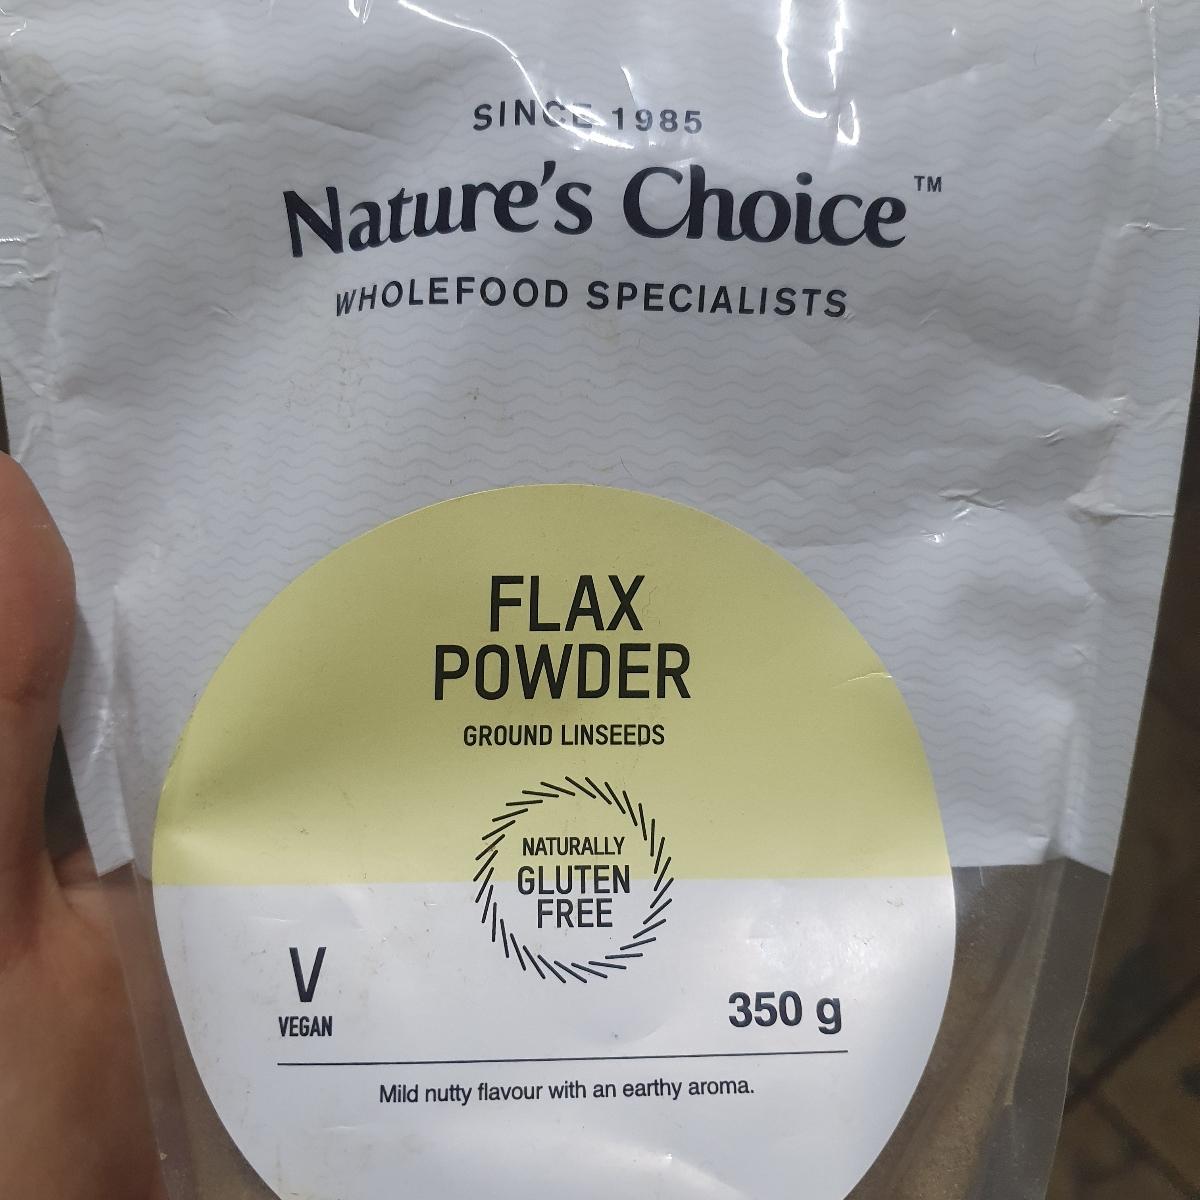 SINCE 1985
Nature's Choice™
WHOLEFOOD SPECIALISTS
FLAX
POWDER
GROUND LINSEEDS
NATURALLY
GLUTEN
FREE
V
VEGAN
350 g
Mild nutty flavour with an earthy aroma.